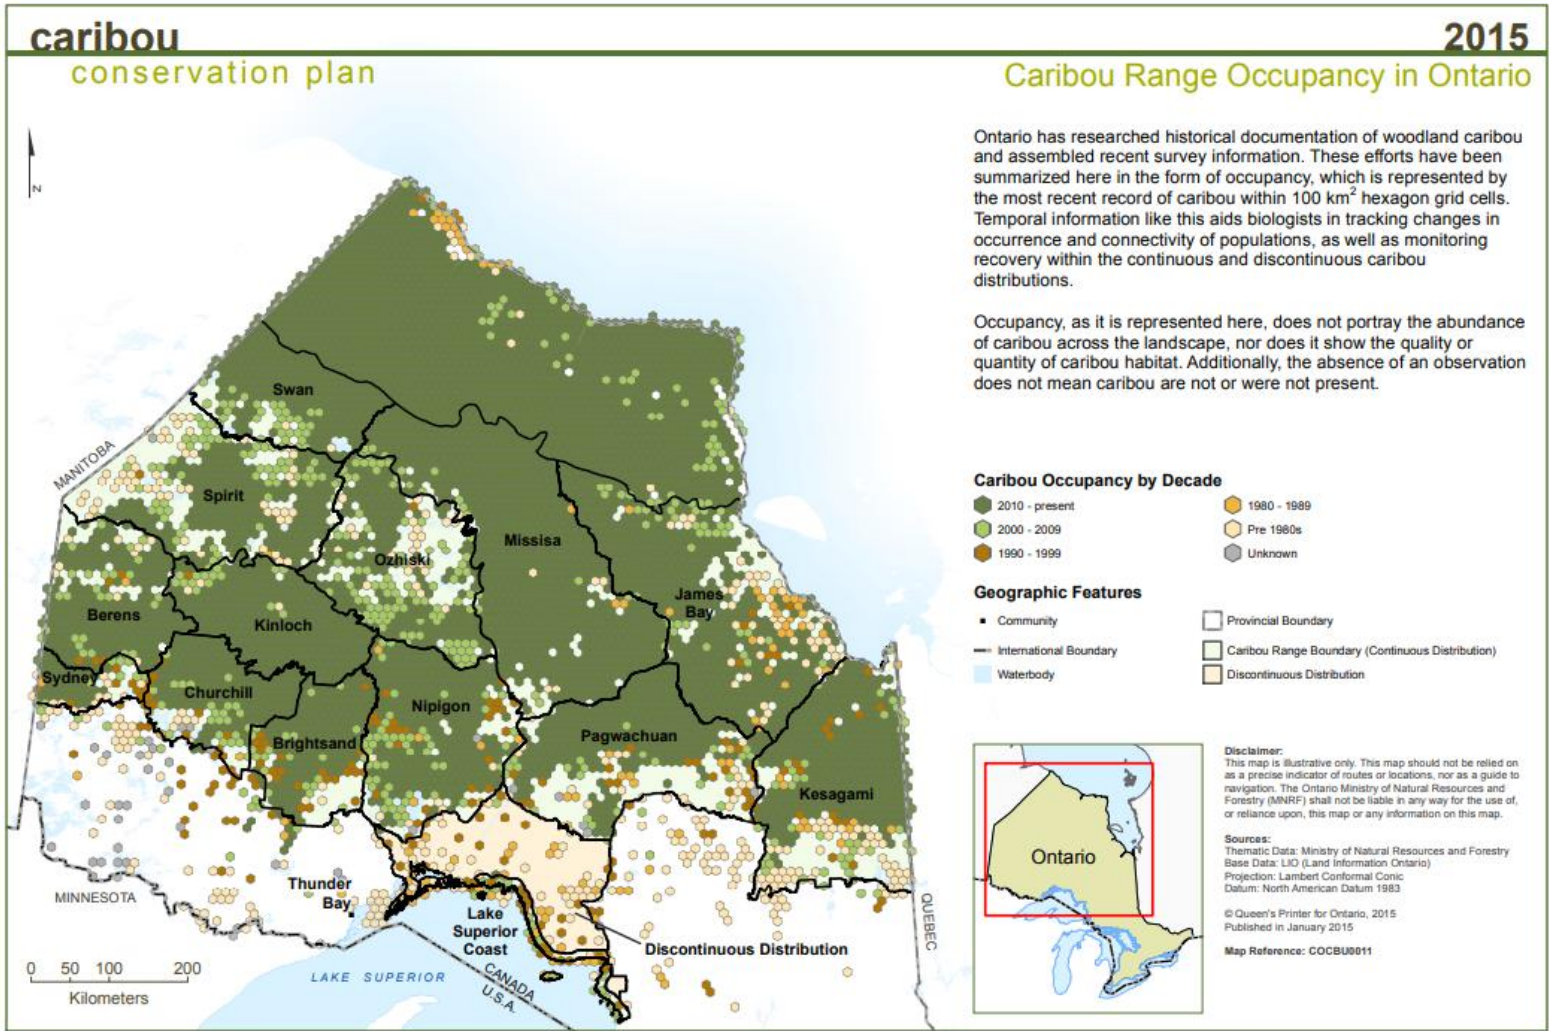 caribou
2015
conservation plan
Caribou Range Occupancy in Ontario
Ontario has researched historical documentation of woodland caribou
and assembled recent survey information. These efforts have been
summarized here in the form of occupancy, which is represented by
the most recent record of caribou within 100 km² hexagon grid cells.
Temporal information like this aids biologists in tracking changes in
occurrence and connectivity of populations, as well as monitoring
recovery within the continuous and discontinuous caribou
distributions.
Occupancy, as it is represented here, does not portray the abundance
of caribou across the landscape, nor does it show the quality or
quantity of caribou habitat. Additionally, the absence of an observation
does not mean caribou are not or were not present.
N
Swan
MANITOBA
Spirit
Ozhiski
Missisa
James
Bay
Berens
Kinloch
Sydney
Churchill
Nipigon
Brightsand
Pagwachuan
Kesagami
Thunder
Bay
MINNESOTA
Lake
Superior
Coast
Discontinuous Distribution
QUEBEC
LAKE SUPERIOR
CANADA
U.S.A.
0 50 100 200
Kilometers
Caribou Occupancy by Decade
2010 - present
1980 - 1989
2000 - 2009
Pre 1980s
1990 - 1999
Unknown
Geographic Features
Community
Provincial Boundary
International Boundary
Caribou Range Boundary (Continuous Distribution)
Waterbody
Discontinuous Distribution
Ontario
Disclaimer:
This map is illustrative only. This map should not be relied on
as a precise indicator of routes or locations, nor as a guide to
navigation. The Ontario Ministry of Natural Resources and
Forestry (MNRF) shall not be liable in any way for the use of,
or reliance upon, this map or any information on this map.
Sources:
Thematic Data: Ministry of Natural Resources and Forestry
Base Data: LIO (Land Information Ontario)
Projection: Lambert Conformal Conic
Datum: North American Datum 1983
© Queen's Printer for Ontario, 2015
Published in January 2015
Map Reference: COCBU0011